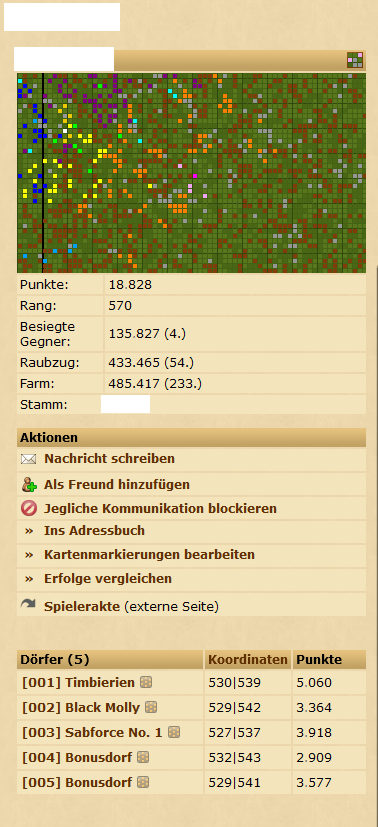 Punkte: 18.828
Rang: 570
Besiegte
Gegner: 135.827 (4.)
Raubzug: 433.465 (54.)
Farm: 485.417 (233.)
Stamm:
Aktionen
Nachricht schreiben
Als Freund hinzufügen
Jegliche Kommunikation blockieren
» Ins Adressbuch
» Kartenmarkierungen bearbeiten
» Erfolge vergleichen
Spielerakte (externe Seite)
Dörfer (5) Koordinaten Punkte
[001] Timbierien 530|539 5.060
[002] Black Molly 529|542 3.364
[003] Sabforce No. 1 527|537 3.918
[004] Bonusdorf 532|543 2.909
[005] Bonusdorf 529|541 3.577